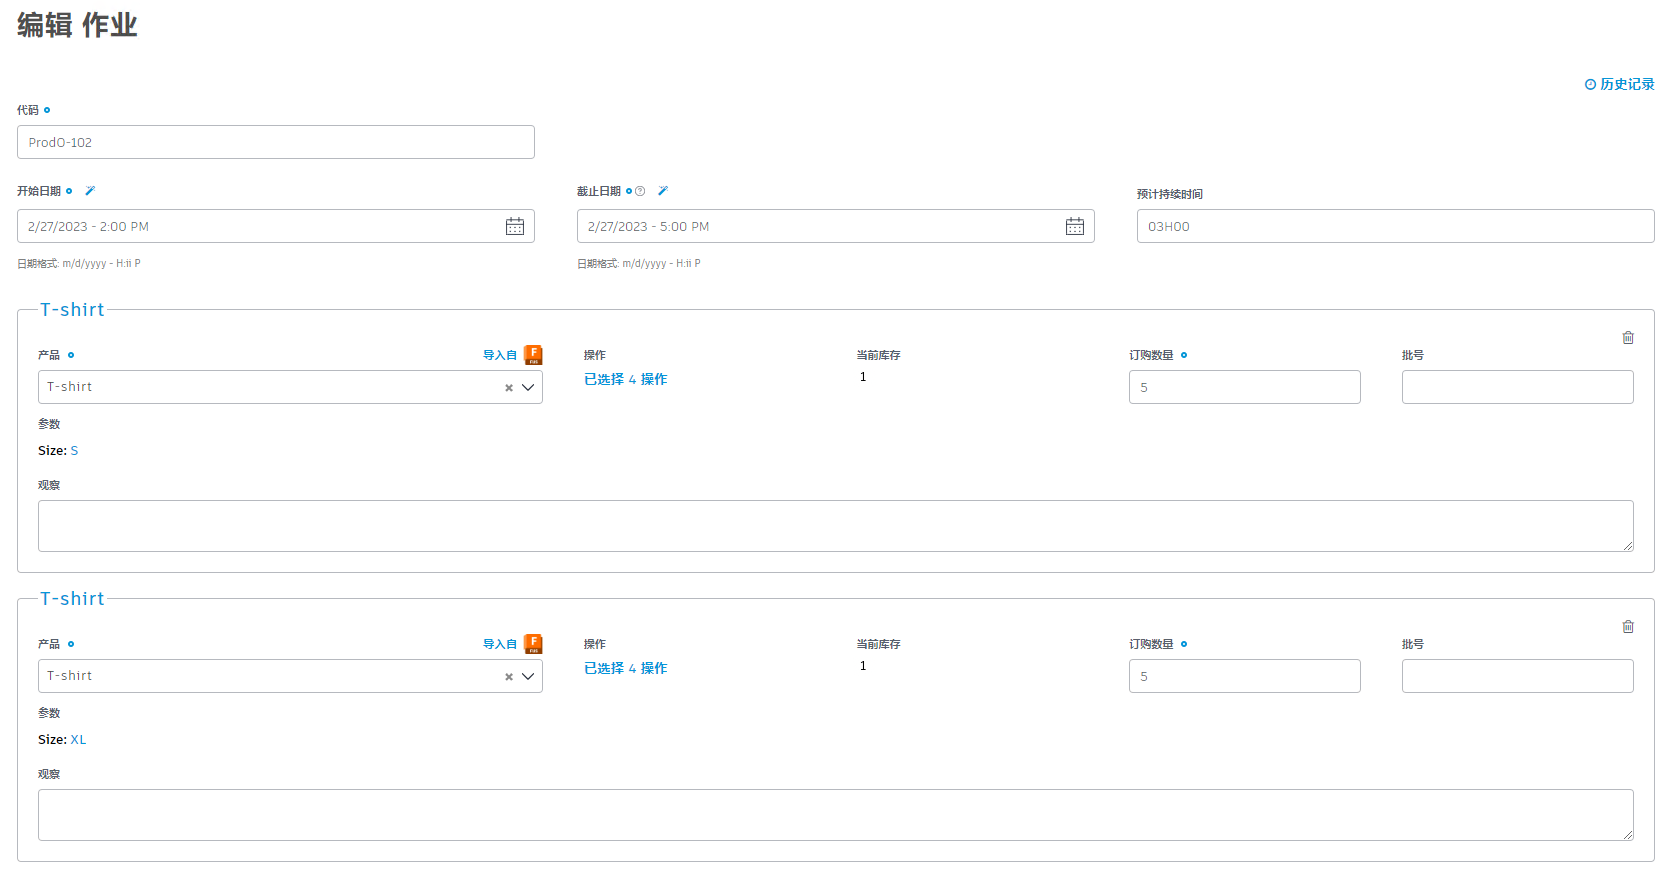 编辑 作业
历史记录
代码
ProdO-102
开始日期
截止日期
预计持续时间
2/27/2023 - 2:00 PM
2/27/2023 - 5:00 PM
03H00
日期格式: m/d/yyyy - H:ii P
日期格式: m/d/yyyy - H:ii P
T-shirt
产品
导入自
F
FUS
操作
当前库存
订购数量
批号
T-shirt
已选择 4 操作
1
5
参数
Size: S
观察
T-shirt
产品
导入自
F
FUS
操作
当前库存
订购数量
批号
T-shirt
已选择 4 操作
1
5
参数
Size: XL
观察